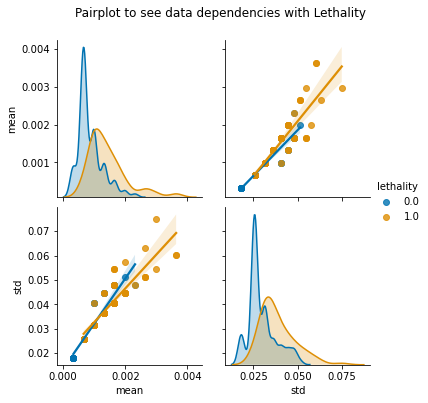 Pairplot to see data dependencies with Lethality
0.004
0.003
0.002
0.001
mean
lethality
0.0
1.0
0.07
0.06
0.05
0.04
0.03
0.02
std
0.000 0.002 0.004
mean
0.025 0.050 0.075
std